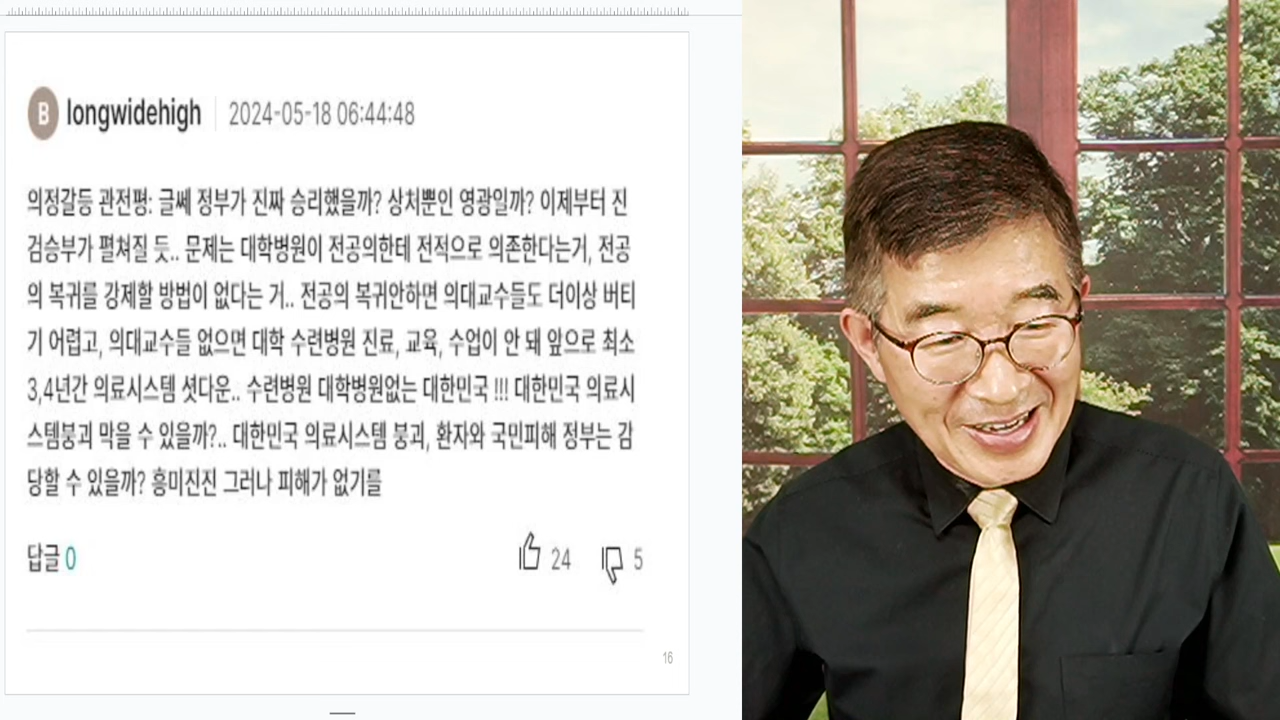 B longwidehigh 2024-05-18 06:44:48
의정갈등 관전평: 글쎄 정부가 진짜 승리했을까? 상처뿐인 영광일까? 이제부터 진
검승부가 펼쳐질 듯.. 문제는 대학병원이 전공의한테 전적으로 의존한다는거, 전공
의 복귀를 강제할 방법이 없다는 거.. 전공의 복귀안하면 의대교수들도 더이상 버티
기 어렵고, 의대교수들 없으면 대학 수련병원 진료, 교육, 수업이 안 돼 앞으로 최소
3,4년간 의료시스템 셧다운.. 수련병원 대학병원없는 대한민국 !!! 대한민국 의료시
스템붕괴 막을 수 있을까?.. 대한민국 의료시스템 붕괴, 환자와 국민피해 정부는 감
당할 수 있을까? 흥미진진 그러나 피해가 없기를
답글 0 24 5
16